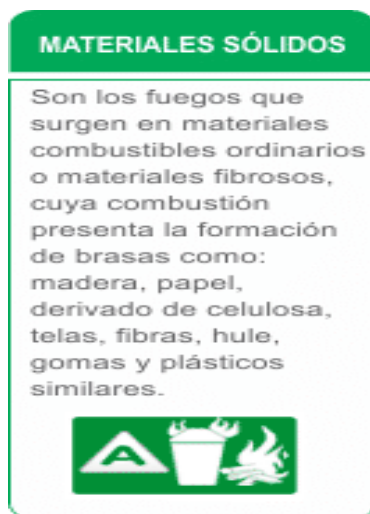 MATERIALES SÓLIDOS
Son los fuegos que
surgen en materiales
combustibles ordinarios
o materiales fibrosos,
cuya combustión
presenta la formación
de brasas como:
madera, papel,
derivado de celulosa,
telas, fibras, hule,
gomas y plásticos
similares.
A